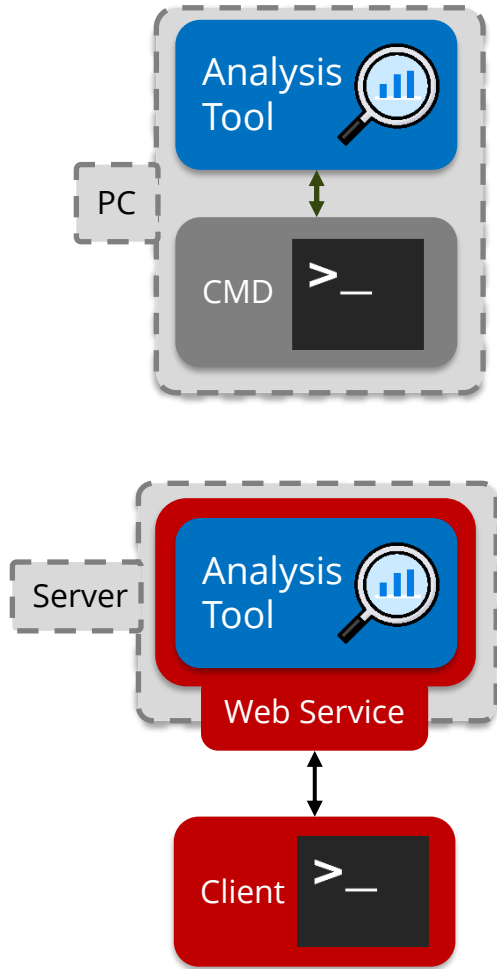 Analysis
Tool
PC
CMD
>_
Analysis
Tool
Server
Web Service
Client
>_